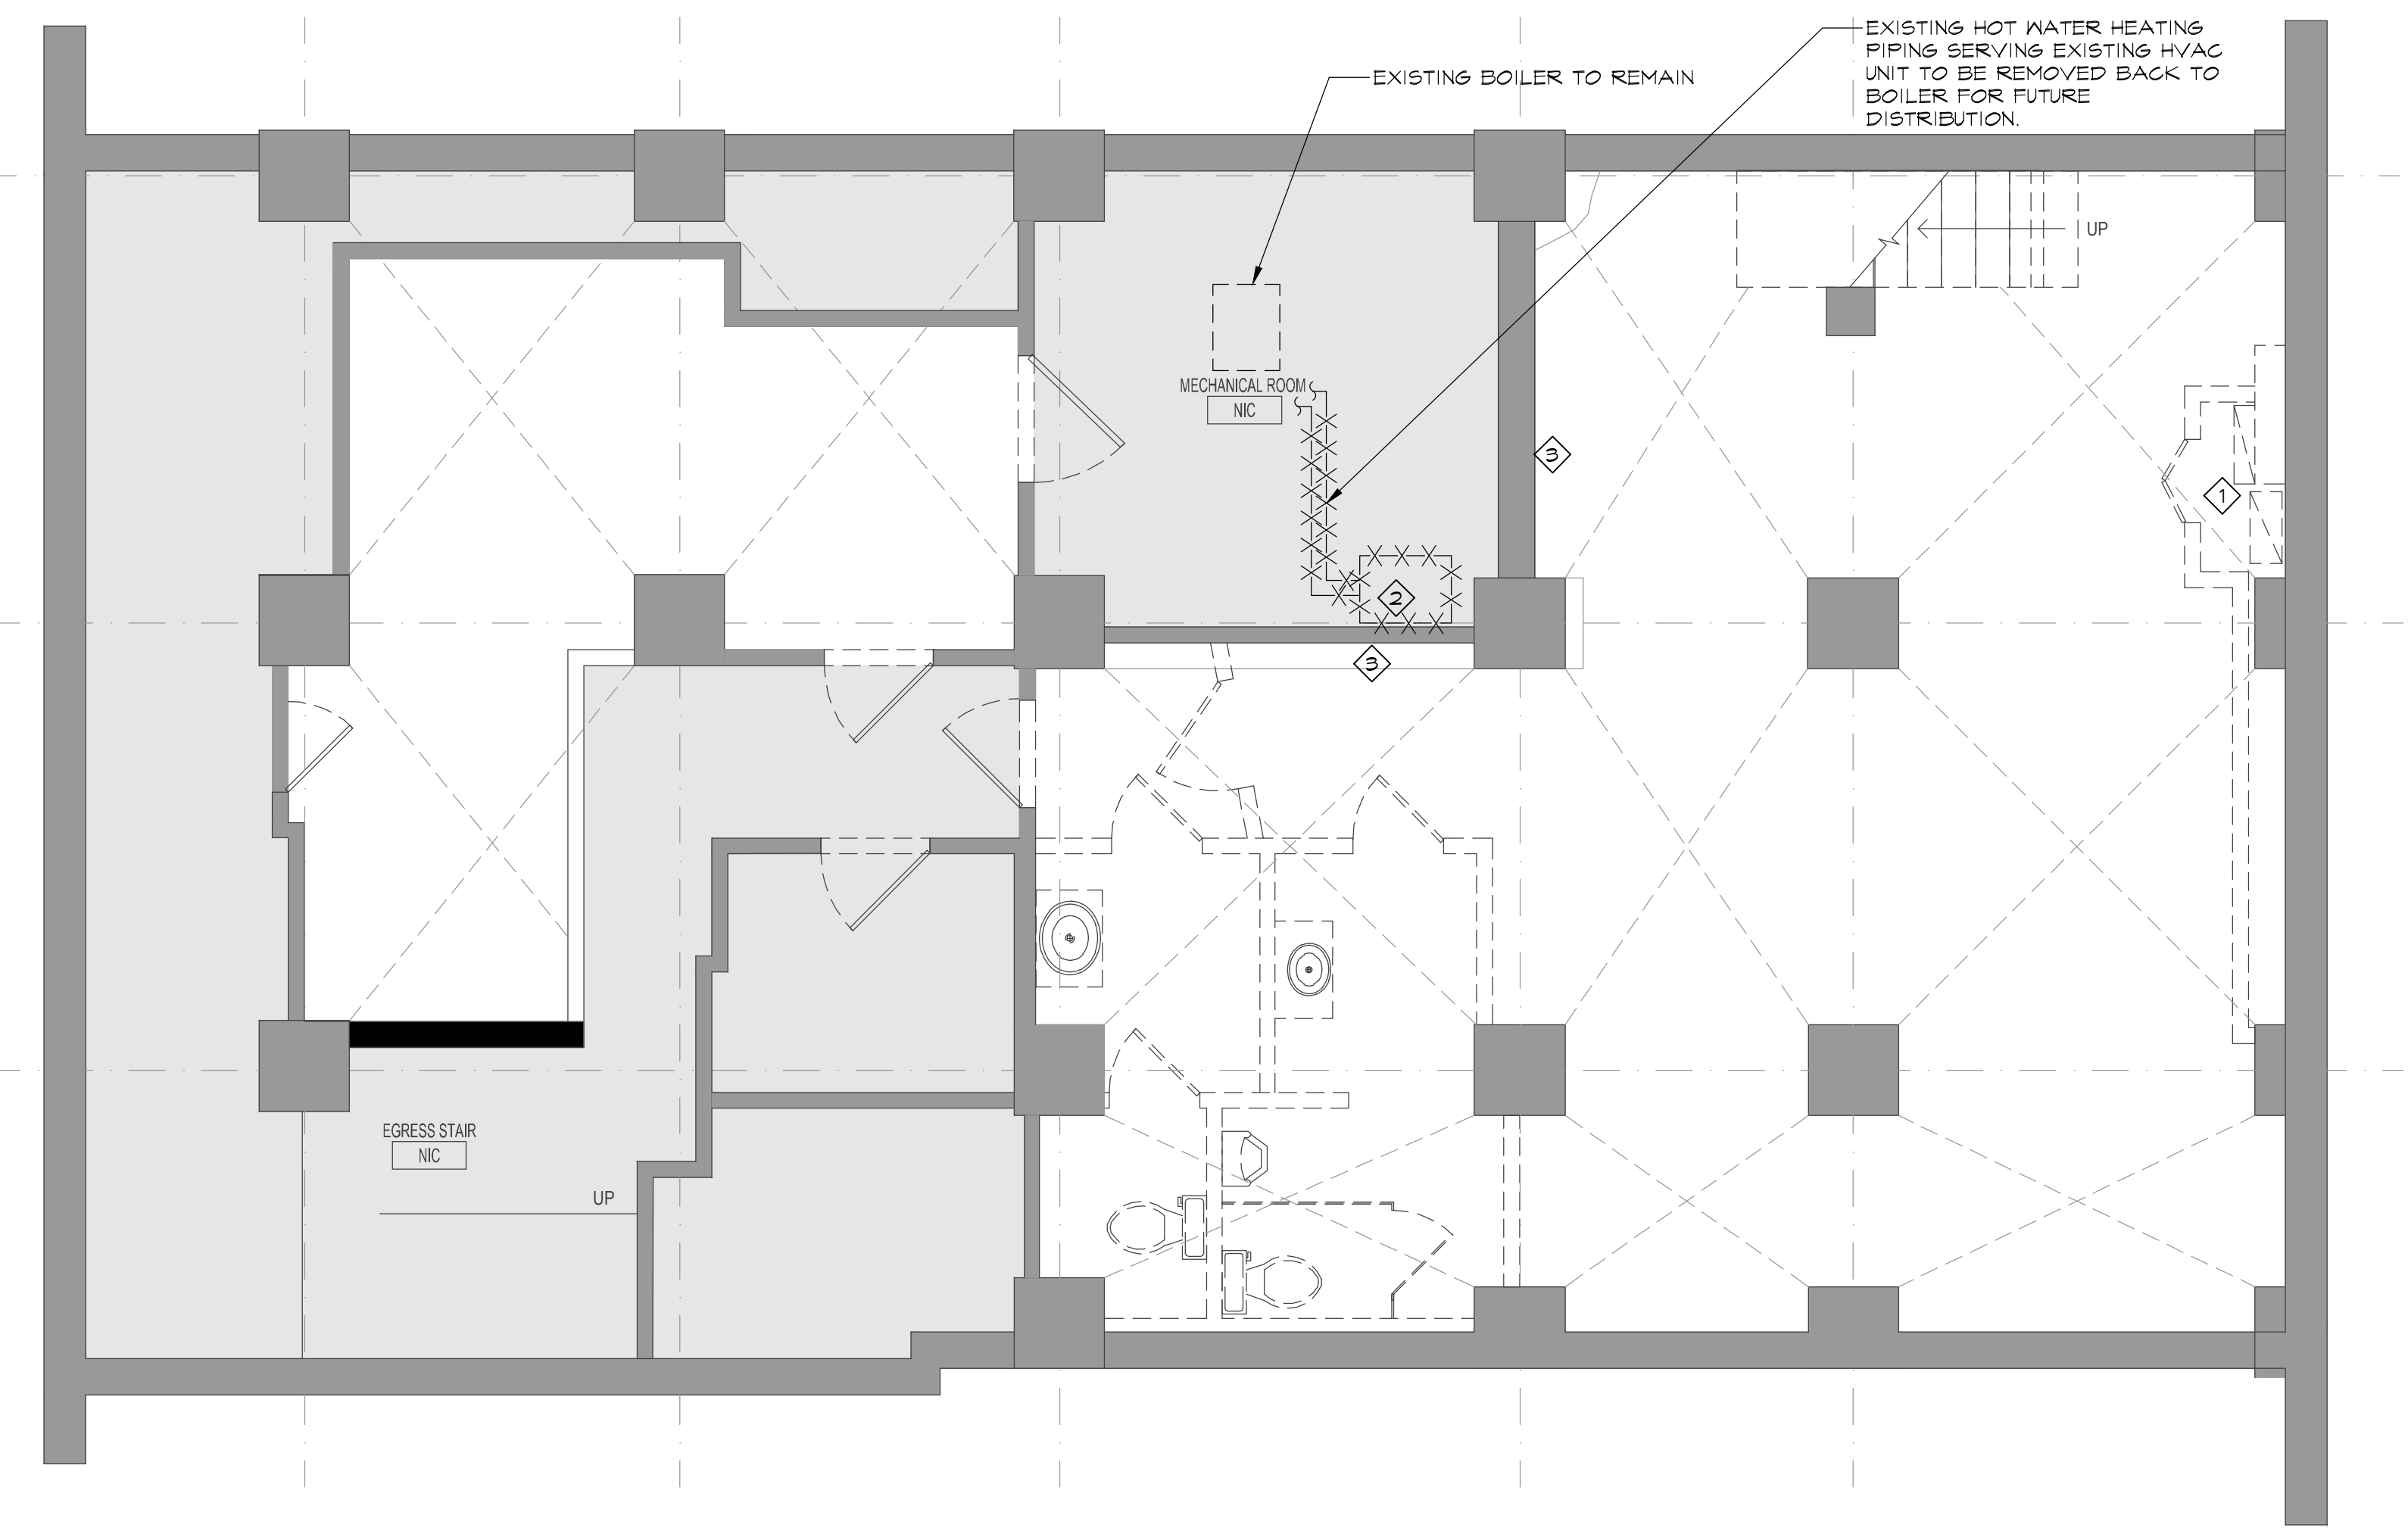 EXISTING HOT WATER HEATING
PIPING SERVING EXISTING HVAC
UNIT TO BE REMOVED BACK TO
BOILER FOR FUTURE
DISTRIBUTION.
EXISTING BOILER TO REMAIN
UP
MECHANICAL ROOM
NIC
3
1
2
3
EGRESS STAIR
NIC
UP